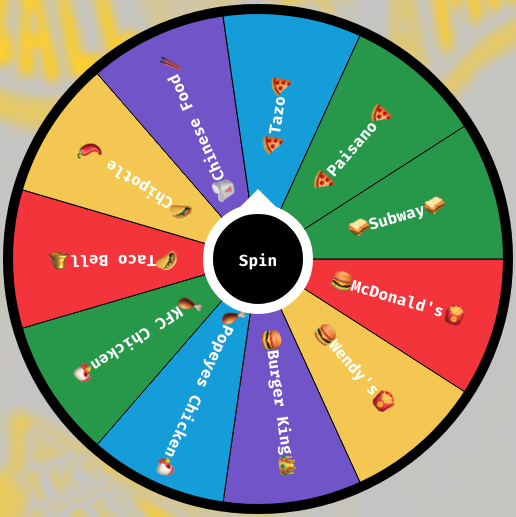 Tazo
Paisano
Subway
McDonald's
Wendy's
Burger King
Popeyes Chicken
KFC Chicken
Taco Bell
Chipotle
Chinese Food
Spin